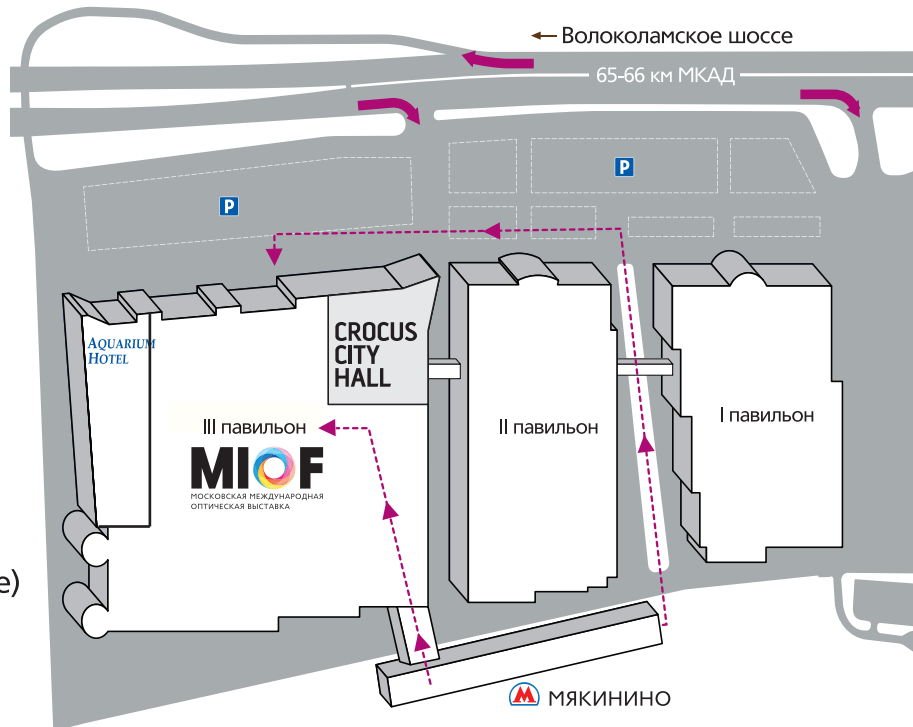 ← Волоколамское шоссе
65-66 км МКАД
P
P
AQUARIUM
HOTEL
CROCUS
CITY
HALL
III павильон
II павильон
I павильон
MIOF
МОСКОВСКАЯ МЕЖДУНАРОДНАЯ
ОПТИЧЕСКАЯ ВЫСТАВКА
е)
М МЯКИНИНО